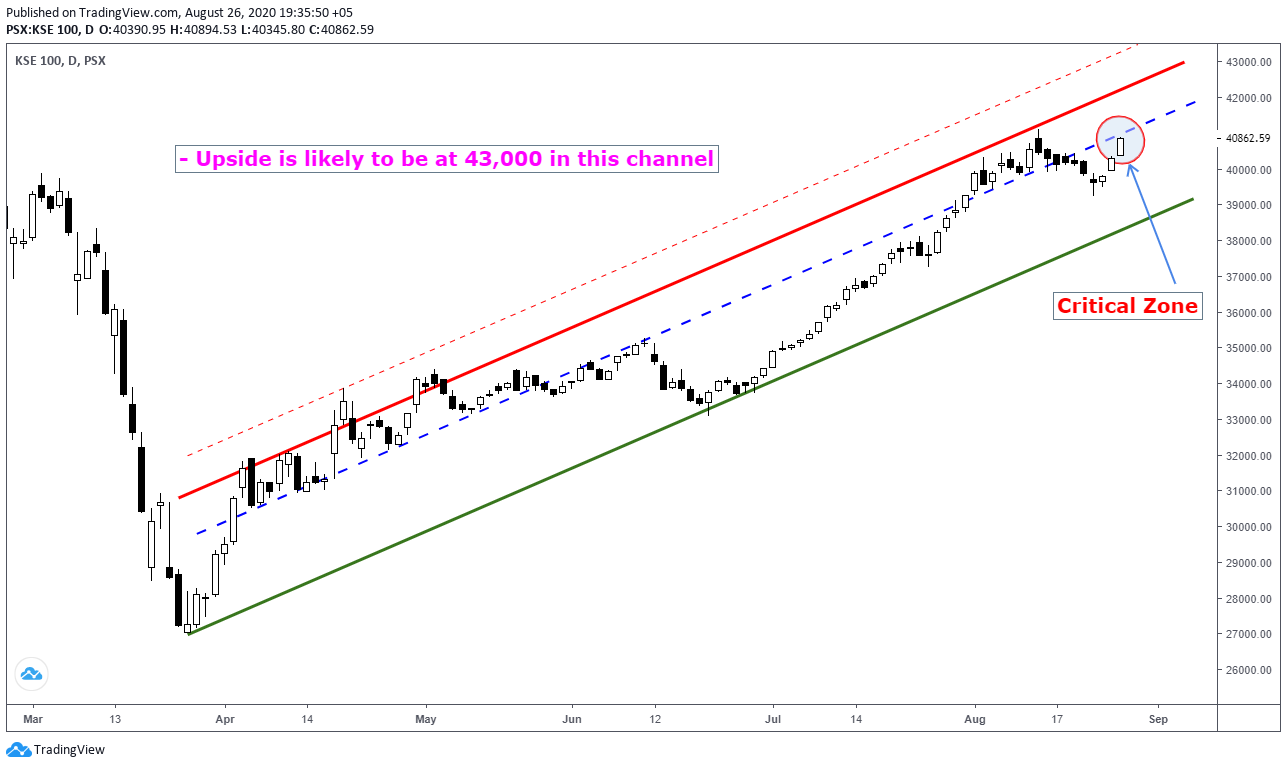 Published on TradingView.com, August 26, 2020 19:35:50 +05
PSX:KSE 100, D O:40390.95 H:40894.53 L:40345.80 C:40862.59
KSE 100, D, PSX
- Upside is likely to be at 43,000 in this channel
Critical Zone
43000.00
42000.00
40862.59
40000.00
39000.00
38000.00
37000.00
36000.00
35000.00
34000.00
33000.00
32000.00
31000.00
30000.00
29000.00
28000.00
27000.00
26000.00
Mar 13 Apr 14 May Jun 12 Jul 14 Aug 17 Sep
TradingView